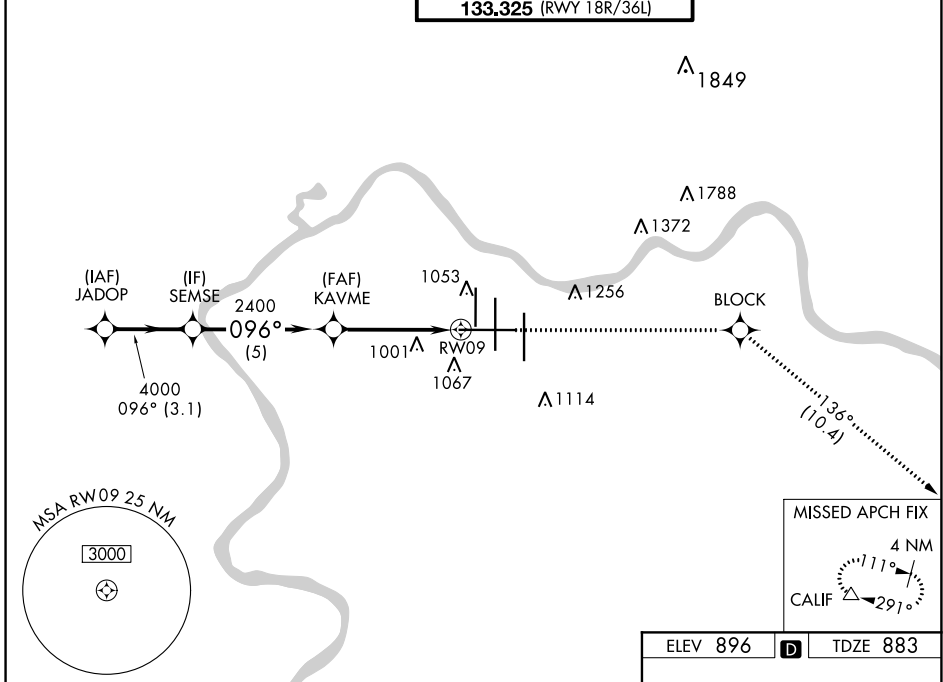 133.325 (RWY 18R/36L)
1849
1788
1372
(IAF)
JADOP
(IF)
SEMSE
2400
096°
(5)
(FAF)
KAVME
1053
1256
BLOCK
1001
RW09
1067
4000
096° (3.1)
1114
136°
(10.4)
MSA RW09 25 NM
3000
MISSED APCH FIX
4 NM
111°
CALIF
291°
ELEV 896
D
TDZE 883